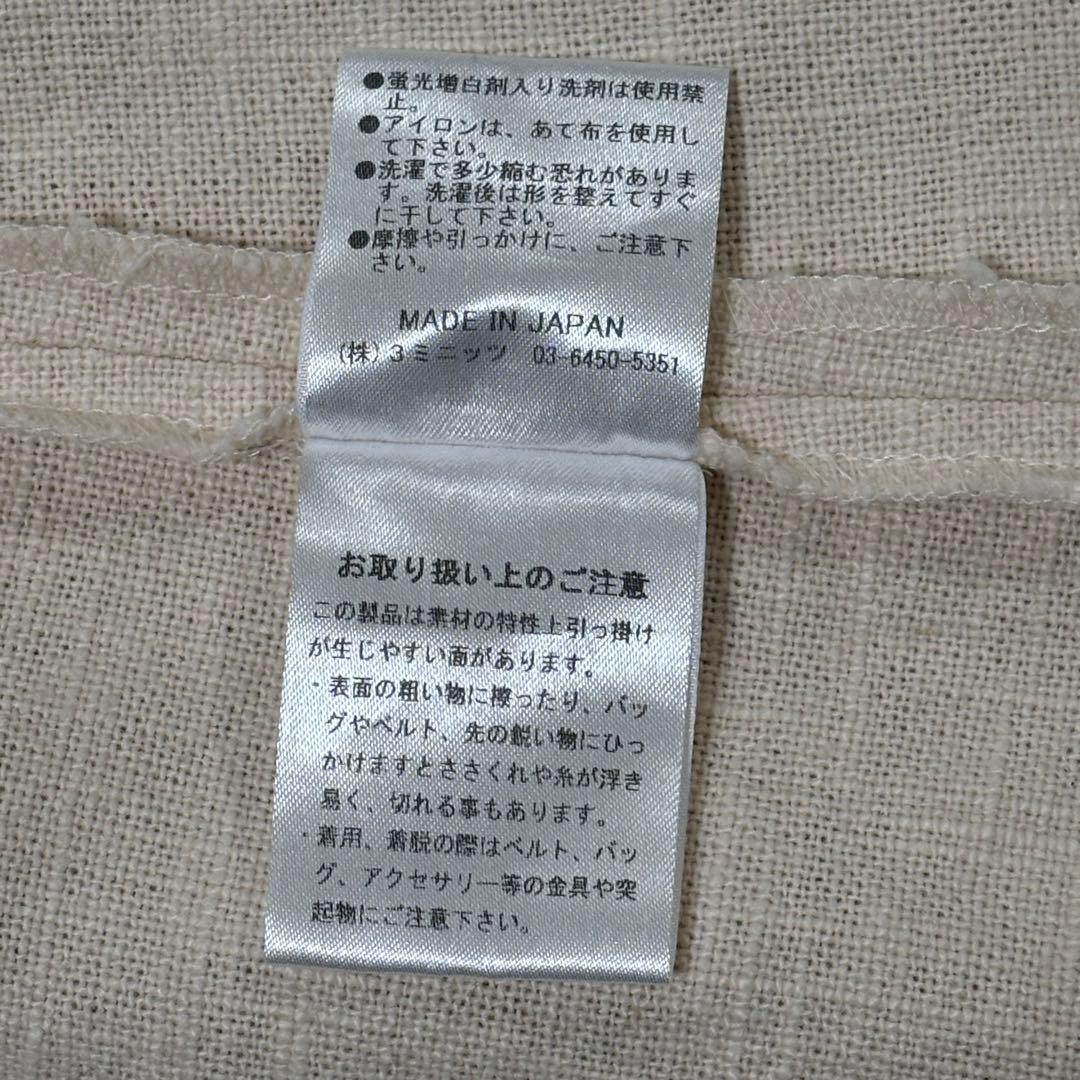 ●蛍光増白剤入り洗剤は使用禁
止。
●アイロンは、あて布を使用し
て下さい。
●洗濯で多少縮む恐れがありま
す。洗濯後は形を整えてすぐ
に干して下さい。
●摩擦や引っかけに、ご注意下
さい。
MADE IN JAPAN
(株)3ミニッツ 03-6450-5351
お取り扱い上のご注意
この製品は素材の特性上引っ掛け
が生じやすい面があります。
・表面の粗い物に擦ったり、バッ
グやベルト、先の鋭い物にひっ
かけますとささくれや糸が浮き
易く、切れる事もあります。
・着用、着脱の際はベルト、バッ
グ、アクセサリー等の金具や突
起物にご注意下さい。